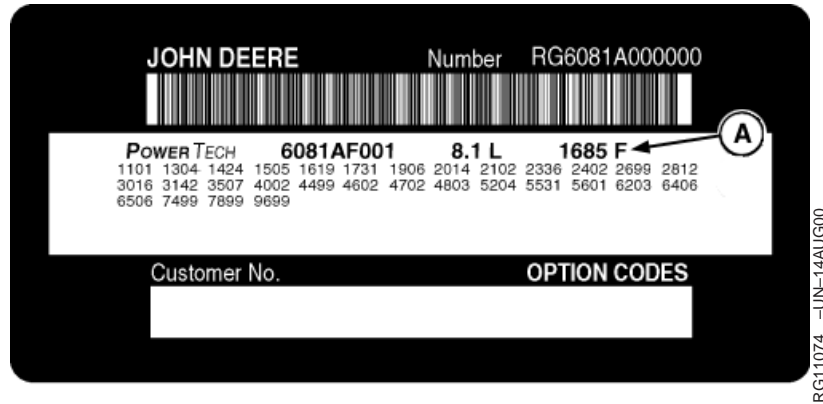 JOHN DEERE Number RG6081A000000
POWERTECH 6081AF001 8.1 L 1685 F
A
1101 1304 1424 1505 1619 1731 1906 2014 2102 2336 2402 2699 2812
3016 3142 3507 4002 4499 4602 4702 4803 5204 5531 5601 6203 6406
6506 7499 7899 9699
Customer No. OPTION CODES
RG11074 –UN–14AUG00